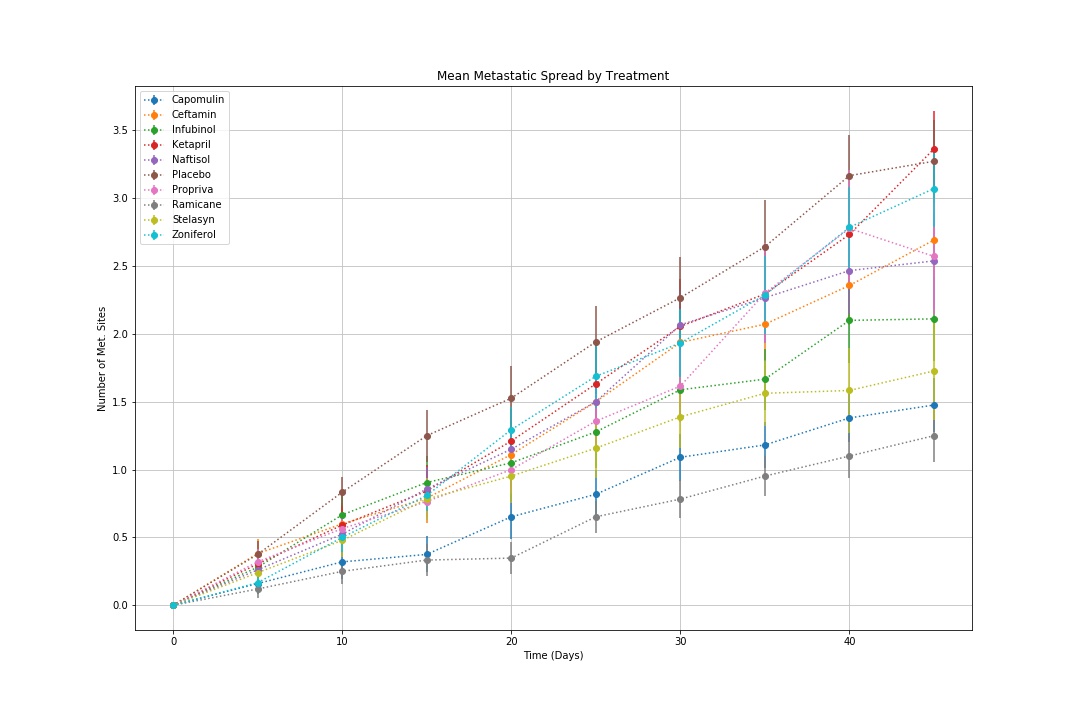 Mean Metastatic Spread by Treatment
Capomulin
Ceftamin
Infubinol
Ketapril
Naftisol
Placebo
Propriva
Ramicane
Stelasyn
Zoniferol
Number of Met. Sites
3.5
3.0
2.5
2.0
1.5
1.0
0.5
0.0
0
10
20
30
40
Time (Days)